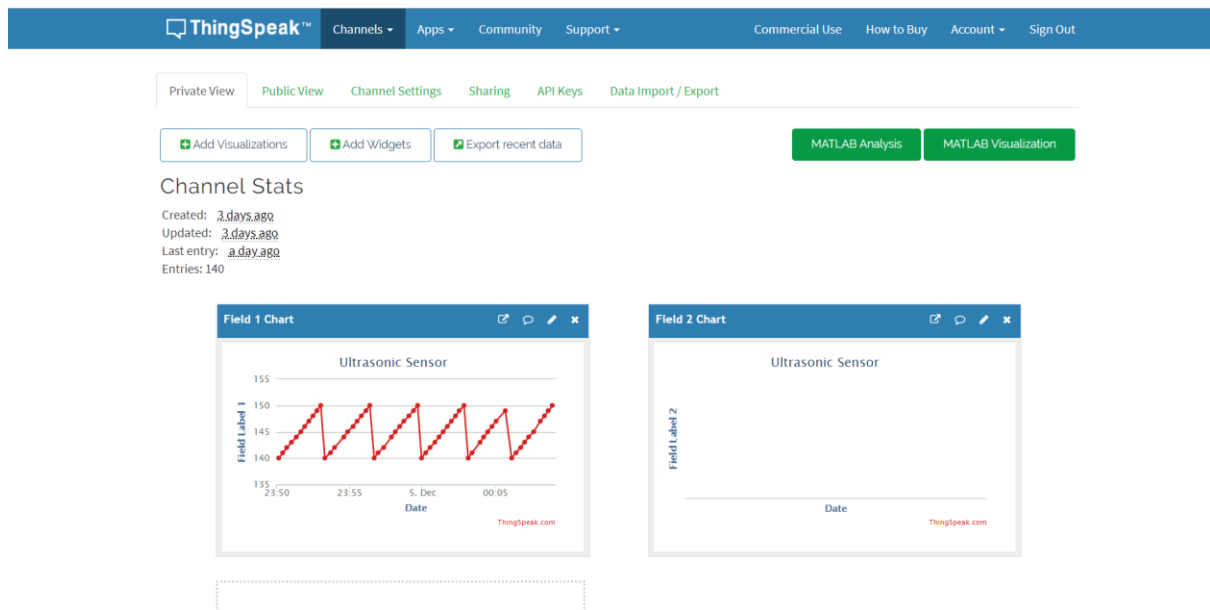 ThingSpeak™ Channels Apps Community Support Commercial Use How to Buy Account Sign Out
Private View Public View Channel Settings Sharing API Keys Data Import / Export
Add Visualizations Add Widgets Export recent data MATLAB Analysis MATLAB Visualization
Channel Stats
Created: 3 days ago
Updated: 3 days ago
Last entry: a day ago
Entries: 140
Field 1 Chart
Ultrasonic Sensor
Field Label 1
155
150
145
140
135
23:50 23:55 5. Dec 00:05
Date
ThingSpeak.com
Field 2 Chart
Ultrasonic Sensor
Field Label 2
Date
ThingSpeak.com